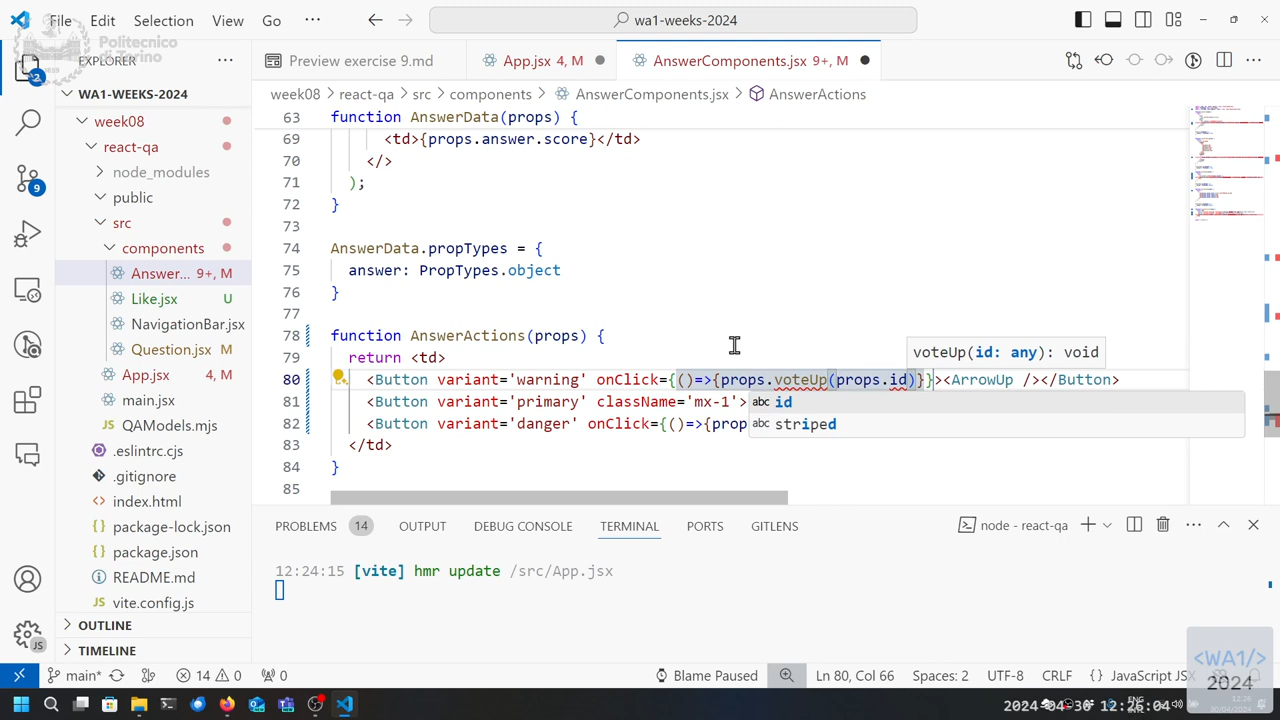 File Edit Selection View Go ··· wa1-weeks-2024
Politecnico
di Torino
EXPLORER ··· Preview exercise 9.md App.jsx 4, M AnswerComponents.jsx 9+, M
2
WA1-WEEKS-2024
week08 > react-qa > src > components > AnswerComponents.jsx > AnswerActions
week08
react-qa
node_modules
public
src
components
Answer... 9+, M
Like.jsx U
NavigationBar.jsx
Question.jsx M
App.jsx 4, M
main.jsx
QAModels.mjs
.eslintrc.cjs
.gitignore
index.html
package-lock.json
package.json
README.md
vite.config.js
OUTLINE
TIMELINE
9
JS
63 function AnswerData(props) {
69 <td>{props.answer.score}</td>
70 </>
71 );
72 }
73
74 AnswerData.propTypes = {
75 answer: PropTypes.object
76 }
77
78 function AnswerActions(props) {
79 return <td>
voteUp(id: any): void
80 <Button variant='warning' onClick={()=>{props.voteUp(props.id)}}><ArrowUp /></Button>
81 <Button variant='primary' className='mx-1'>
abc id
82 <Button variant='danger' onClick={()=>{prop
abc striped
83 </td>
84 }
85
PROBLEMS 14 OUTPUT DEBUG CONSOLE TERMINAL PORTS GITLENS
node - react-qa
12:24:15 [vite] hmr update /src/App.jsx
main* 14 0 0 Blame Paused Ln 80, Col 66 Spaces: 2 UTF-8 CRLF {} JavaScript JSX
<WA1/>
2024